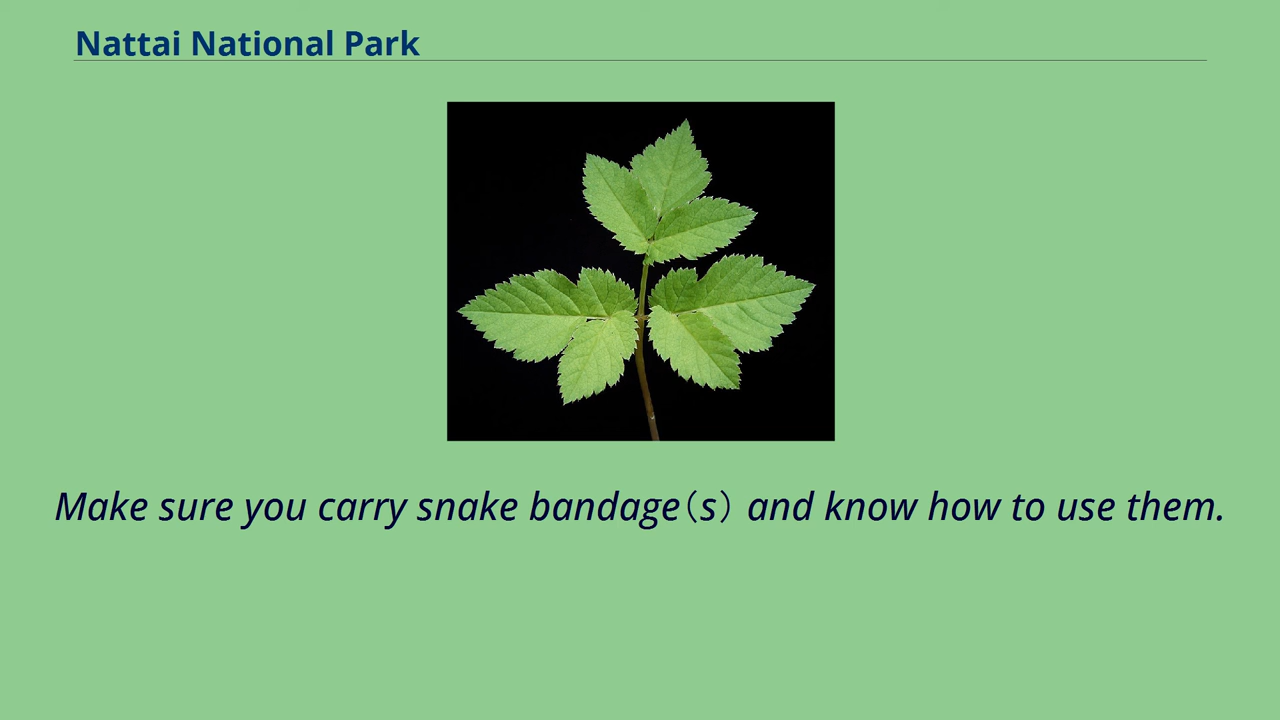 Nattai National Park
Make sure you carry snake bandage（s） and know how to use them.